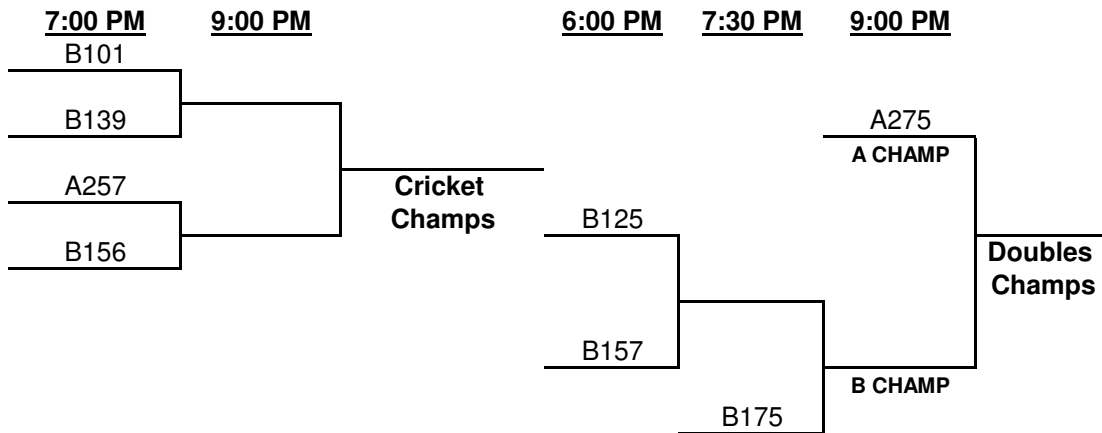 7:00 PM 9:00 PM 6:00 PM 7:30 PM 9:00 PM
B101
B139 A275
A CHAMP
A257 Cricket
Champs
B125
B156 Doubles
Champs
B157
B CHAMP
B175